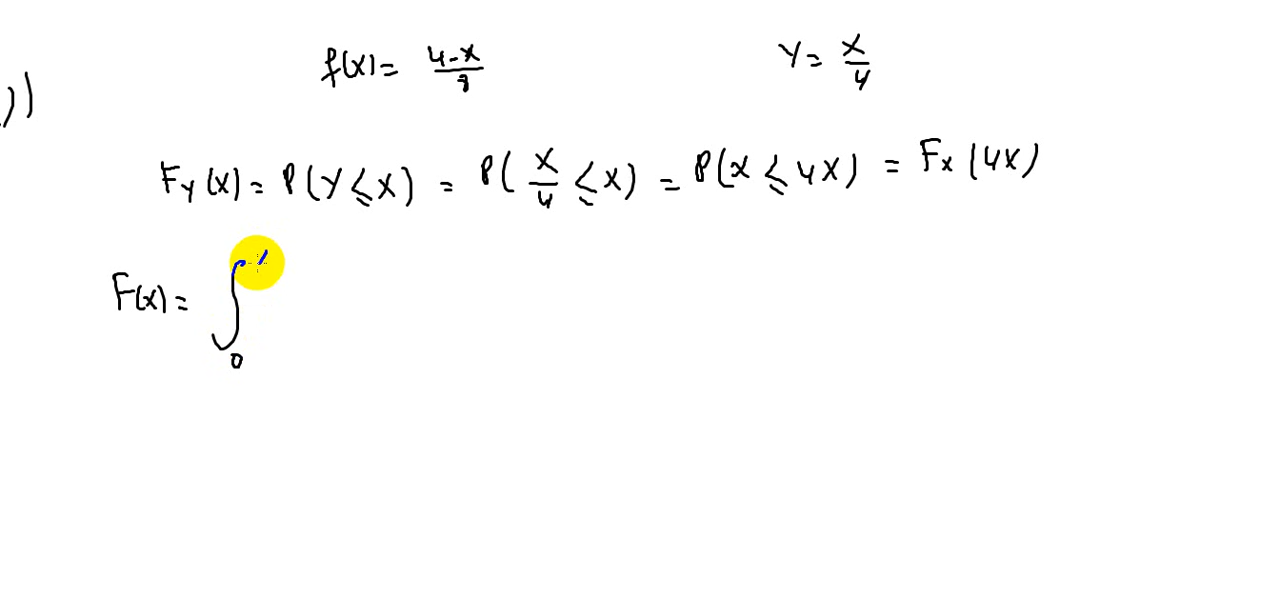 f(x) = (4-x)/8    Y = X/4
F_Y (x) = P(Y ≤ x) = P( X/4 ≤ x) = P(X ≤ 4x) = F_X (4x)
F(x) = ∫_0